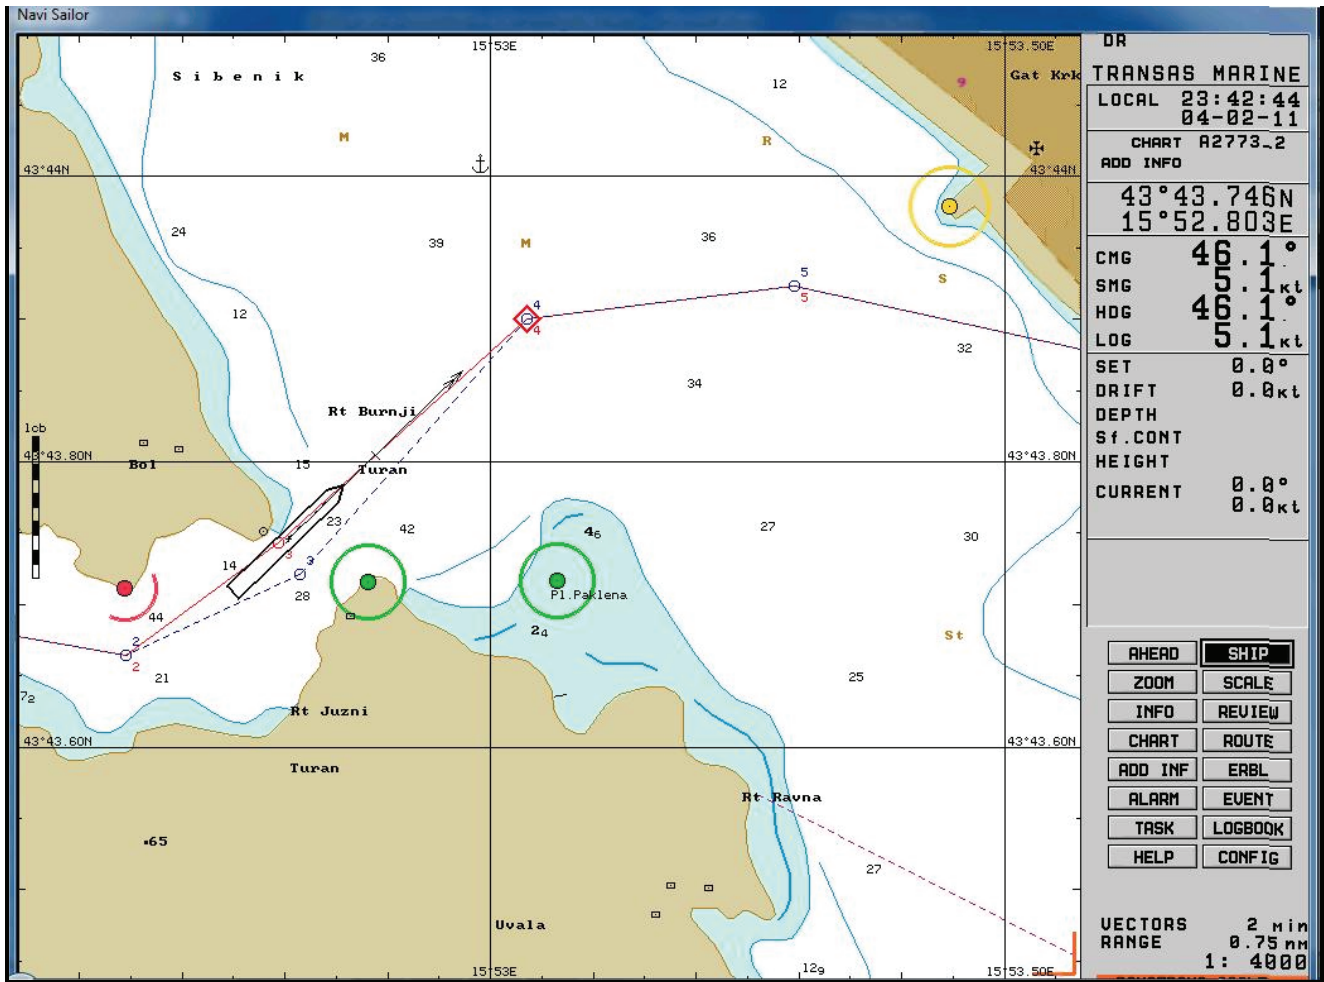 Navi Sailor
15°53E
15°53.50E
36
S i b e n i k
12
Gat Krk
9
M
R
43°44N
43°44N
24
39
M
36
S
5
5
12
4
4
32
34
Rt Burnji
1cb
43°43.80N
Bol
15
Turan
43°43.80N
23
42
4₆
27
30
3
3
14
28
Pl.Paklena
44
2₄
St
2
2
21
25
7₂
Rt Juzni
43°43.60N
43°43.60N
Turan
Rt Ravna
65
27
Uvala
12₉
15°53E
15°53.50E
DR
TRANSAS MARINE
LOCAL 23:42:44
04-02-11
CHART A2773_2
ADD INFO
43°43.746N
15°52.803E
CMG 46.1°
SMG 5.1kt
HDG 46.1°
LOG 5.1kt
SET 0.0°
DRIFT 0.0kt
DEPTH
Sf.CONT
HEIGHT
CURRENT 0.0°
0.0kt
AHEAD SHIP
ZOOM SCALE
INFO REVIEW
CHART ROUTE
ADD INF ERBL
ALARM EVENT
TASK LOGBOOK
HELP CONFIG
VECTORS 2 min
RANGE 0.75nm
1: 4000